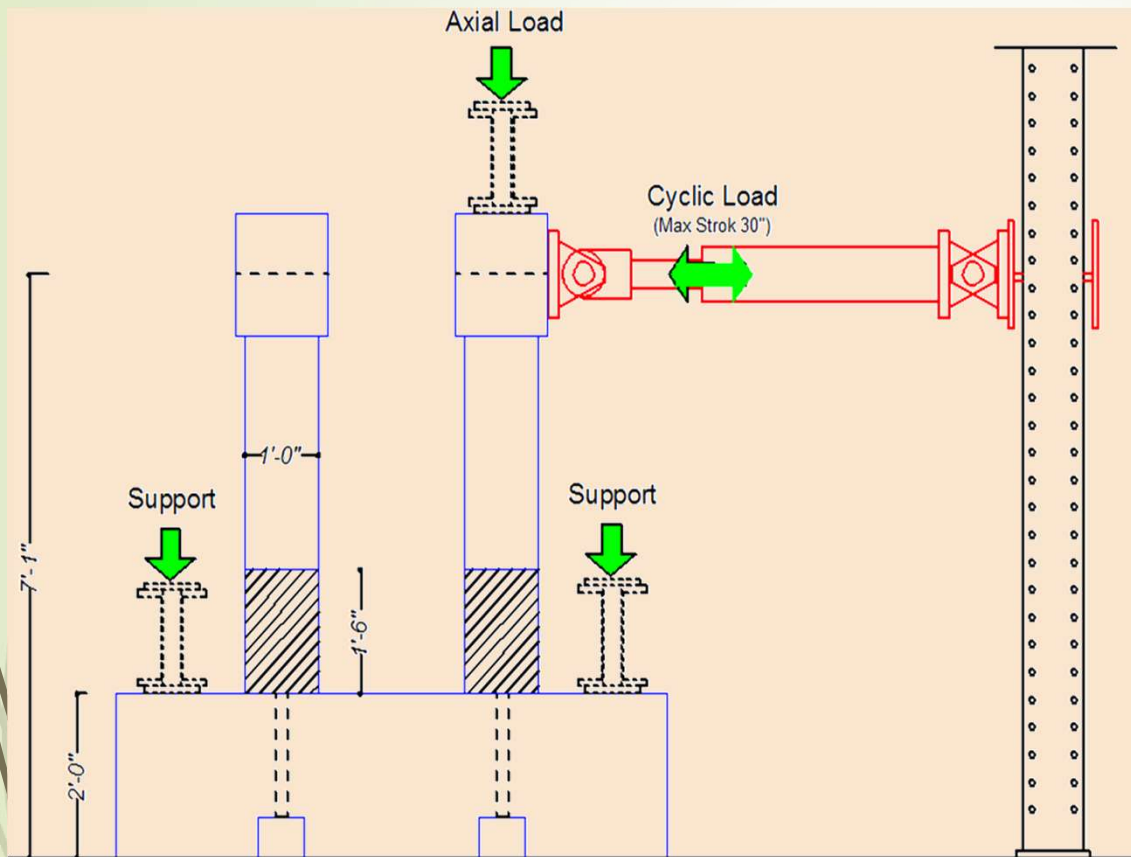 Axial Load
Cyclic Load
(Max Strok 30")
1'-0"
Support
Support
7'-1"
1'-6"
2'-0"